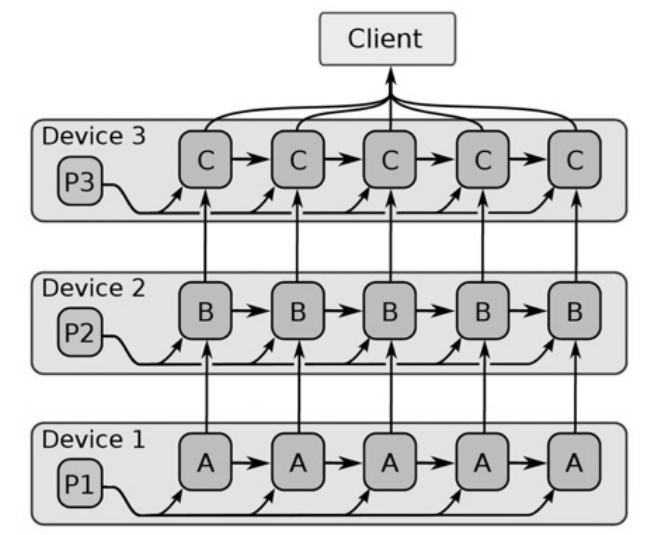 Client
Device 3
P3
C C C C C
Device 2
P2
B B B B B
Device 1
P1
A A A A A